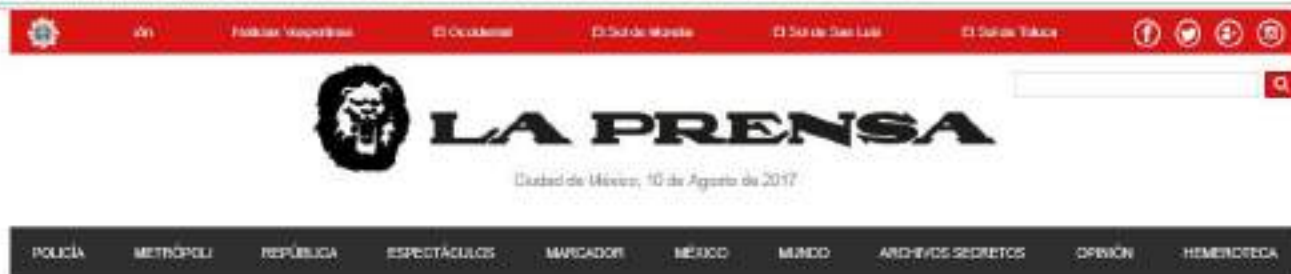 ión Noticias Vespertinas El Occidental El Sol de Morelia El Sol de San Luis El Sol de Toluca
LA PRENSA
Ciudad de México, 10 de Agosto de 2017
POLICÍA METRÓPOLI REPÚBLICA ESPECTÁCULOS MARCADOR MÉXICO MUNDO ARCHIVOS SECRETOS OPINIÓN HEMEROTECA